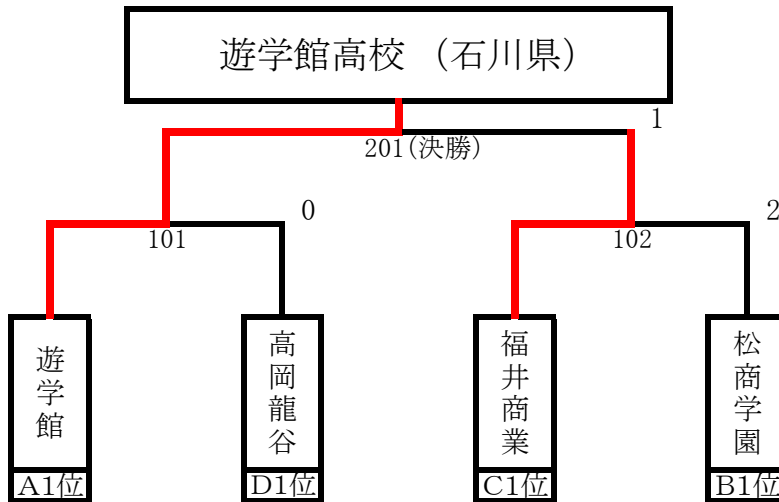 遊学館高校 （石川県）
1
201(決勝)
0
2
101
102
遊学館
高岡龍谷
福井商業
松商学園
A1位
D1位
C1位
B1位